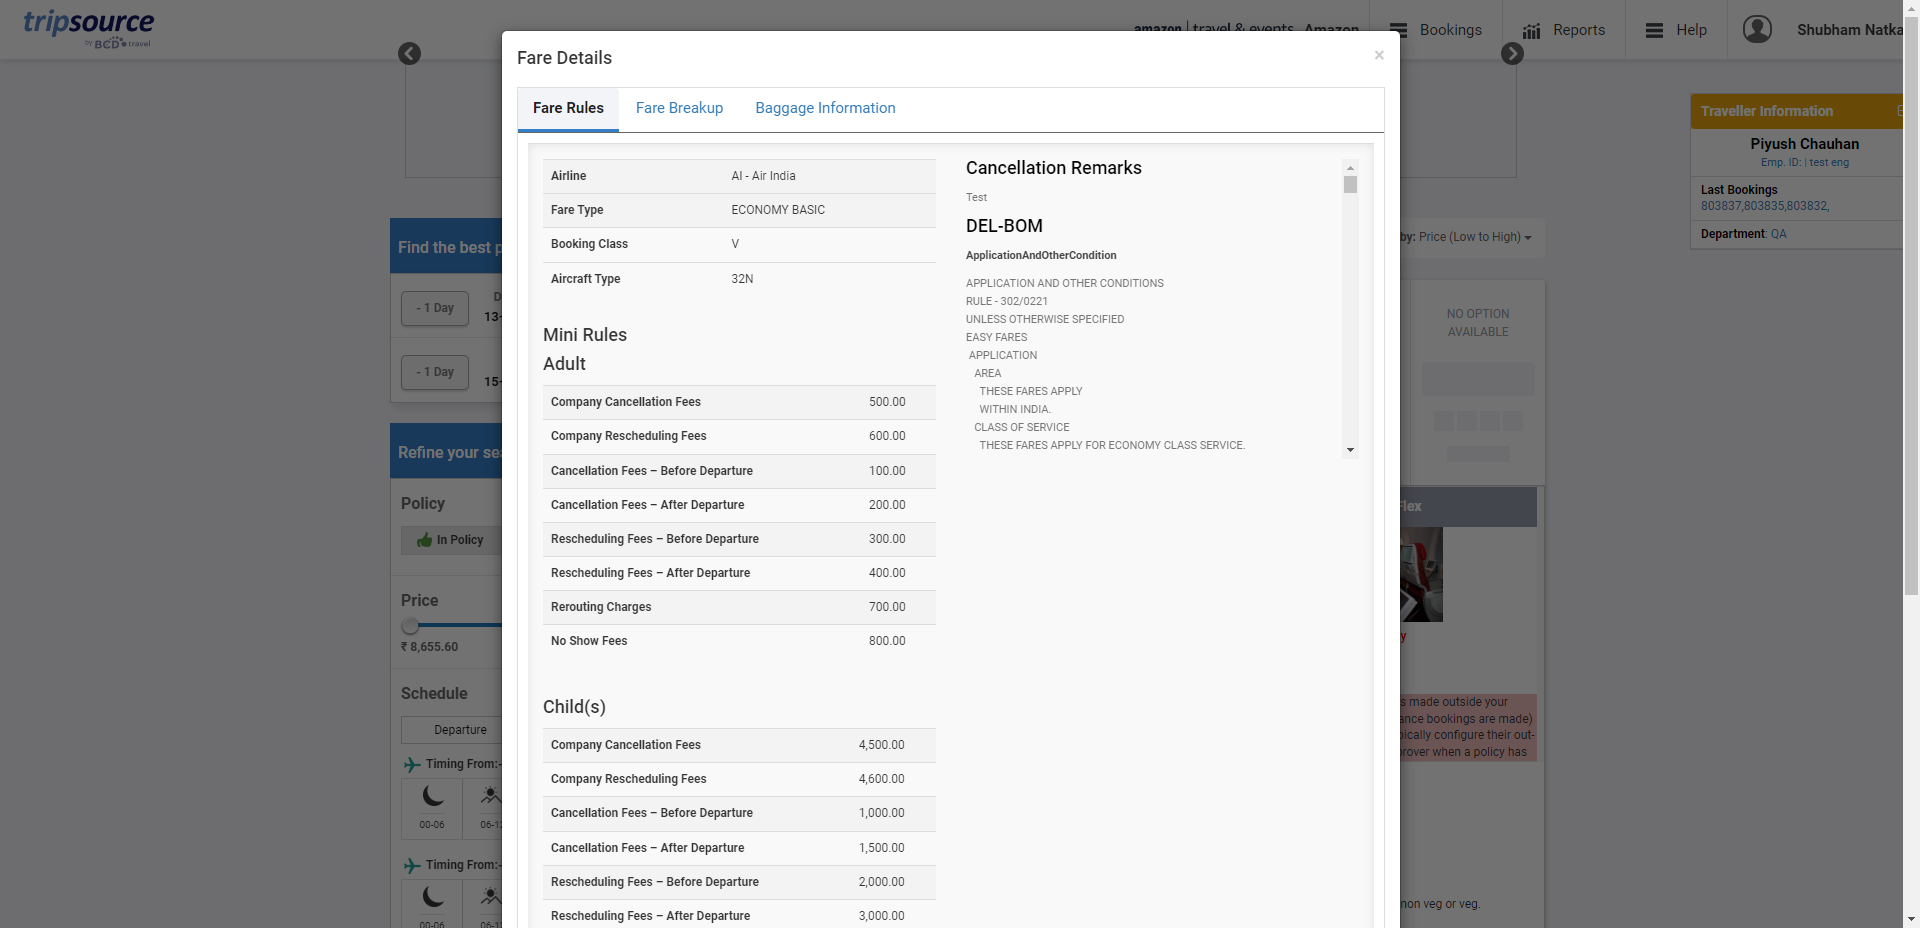 tripsource
by BCD travel
amazon | travel & events Amazon
Bookings
Reports
Help
Shubham Natka
Fare Details
×
Fare Rules
Fare Breakup
Baggage Information
Airline AI - Air India
Fare Type ECONOMY BASIC
Booking Class V
Aircraft Type 32N
Mini Rules
Adult
Company Cancellation Fees 500.00
Company Rescheduling Fees 600.00
Cancellation Fees – Before Departure 100.00
Cancellation Fees – After Departure 200.00
Rescheduling Fees – Before Departure 300.00
Rescheduling Fees – After Departure 400.00
Rerouting Charges 700.00
No Show Fees 800.00
Child(s)
Company Cancellation Fees 4,500.00
Company Rescheduling Fees 4,600.00
Cancellation Fees – Before Departure 1,000.00
Cancellation Fees – After Departure 1,500.00
Rescheduling Fees – Before Departure 2,000.00
Rescheduling Fees – After Departure 3,000.00
Cancellation Remarks
Test
DEL-BOM
ApplicationAndOtherCondition
APPLICATION AND OTHER CONDITIONS
RULE - 302/0221
UNLESS OTHERWISE SPECIFIED
EASY FARES
APPLICATION
AREA
THESE FARES APPLY
WITHIN INDIA.
CLASS OF SERVICE
THESE FARES APPLY FOR ECONOMY CLASS SERVICE.
Traveller Information
Piyush Chauhan
Emp. ID: | test eng
Last Bookings
803837,803835,803832,
Department: QA
Find the best p
- 1 Day
D
13-
- 1 Day
15-
Refine your sea
Policy
In Policy
Price
₹ 8,655.60
Schedule
Departure
Timing From:-
00-06
06-12
Timing From:-
00-06
06-12
by: Price (Low to High)
NO OPTION
AVAILABLE
Flex
y
s made outside your
ance bookings are made)
pically configure their out-
prover when a policy has
non veg or veg.